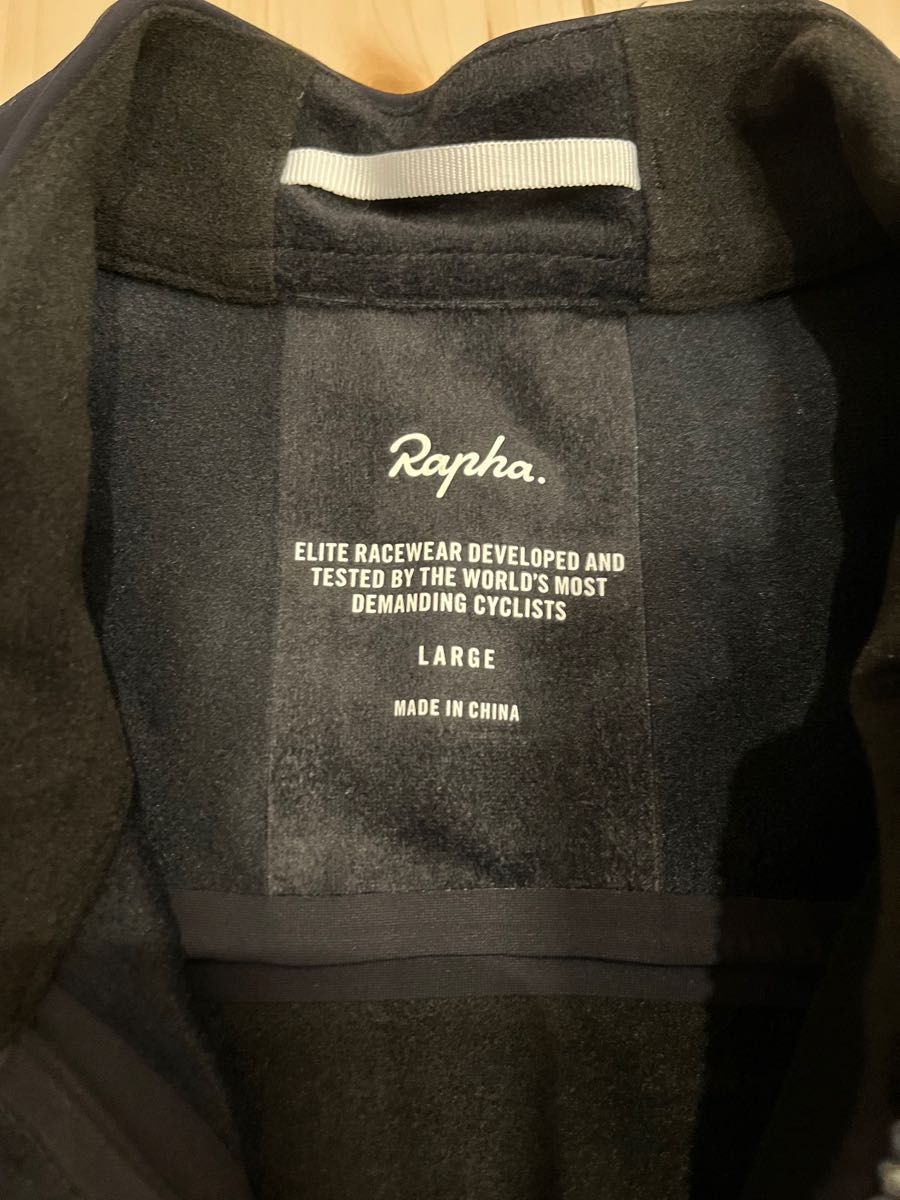 Rapha.
ELITE RACEWEAR DEVELOPED AND
TESTED BY THE WORLD'S MOST
DEMANDING CYCLISTS
LARGE
MADE IN CHINA